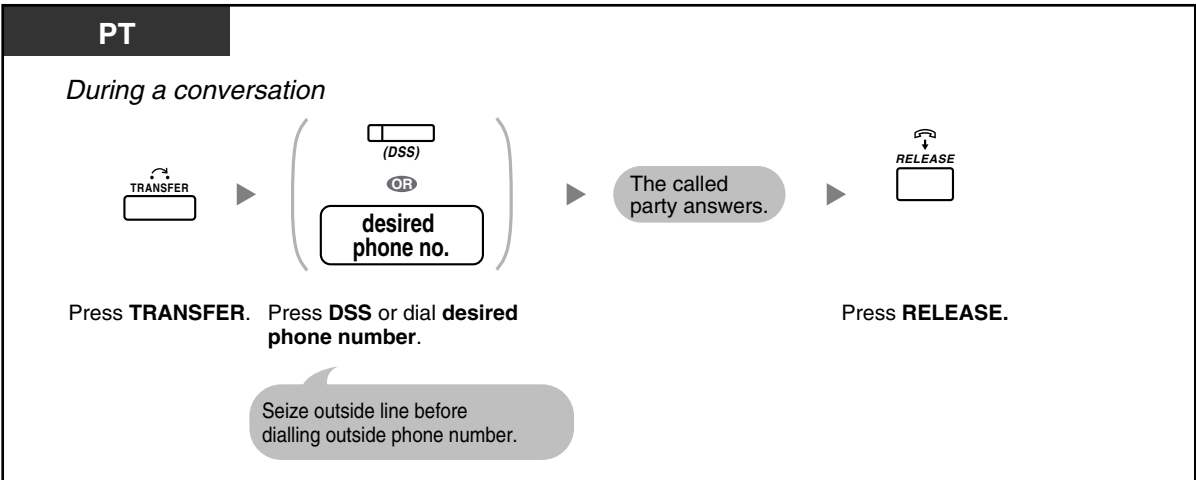 PT
During a conversation
TRANSFER
(DSS)
OR
desired
phone no.
The called
party answers.
RELEASE
Press TRANSFER.
Press DSS or dial desired
phone number.
Press RELEASE.
Seize outside line before
dialling outside phone number.